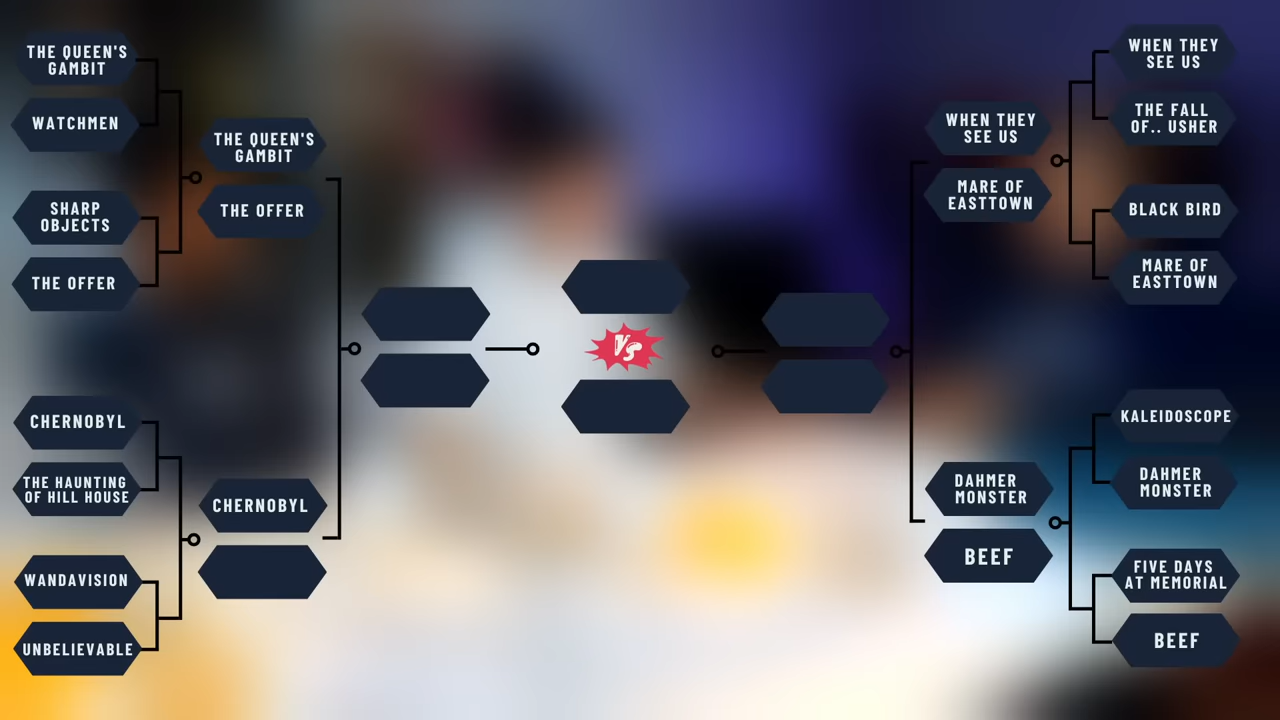 THE QUEEN'S
GAMBIT
WATCHMEN
SHARP
OBJECTS
THE OFFER
CHERNOBYL
THE HAUNTING
OF HILL HOUSE
WANDAVISION
UNBELIEVABLE
THE QUEEN'S
GAMBIT
THE OFFER
CHERNOBYL
VS
WHEN THEY
SEE US
MARE OF
EASTTOWN
DAHMER
MONSTER
BEEF
WHEN THEY
SEE US
THE FALL
OF.. USHER
BLACK BIRD
MARE OF
EASTTOWN
KALEIDOSCOPE
DAHMER
MONSTER
FIVE DAYS
AT MEMORIAL
BEEF